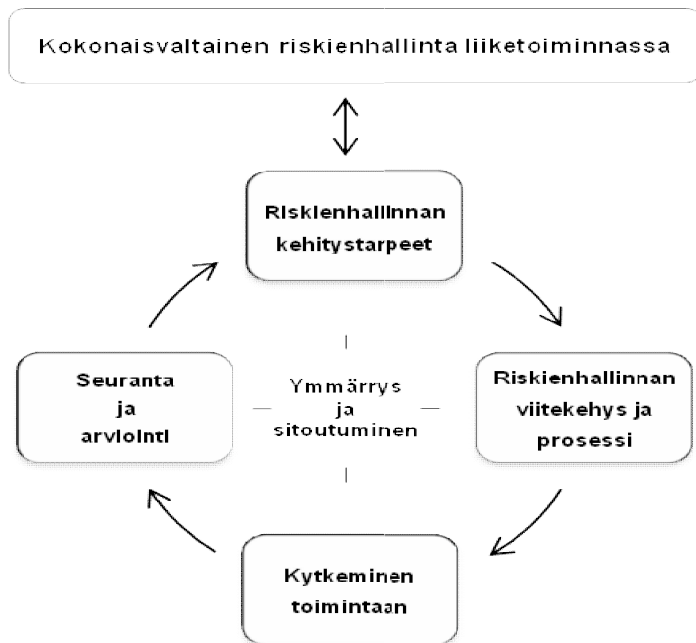 Kokonaisvaltainen riskienhallinta liiketoiminnassa
Riskienhallinnan
kehitystarpeet
Seuranta
ja
arviointi
Ymmärrys
ja
sitoutuminen
Riskienhallinnan
viitekehys ja
prosessi
Kytkeminen
toimintaan